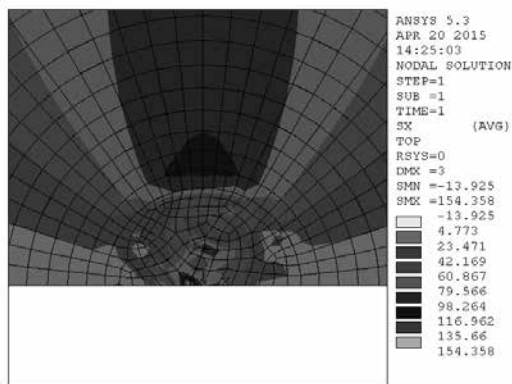 ANSYS 5.3
APR 20 2015
14:25:03
NODAL SOLUTION
STEP=1
SUB =1
TIME=1
SX (AVG)
TOP
RSYS=0
DMX =3
SMN =-13.925
SMX =154.358
-13.925
4.773
23.471
42.169
60.867
79.566
98.264
116.962
135.66
154.358